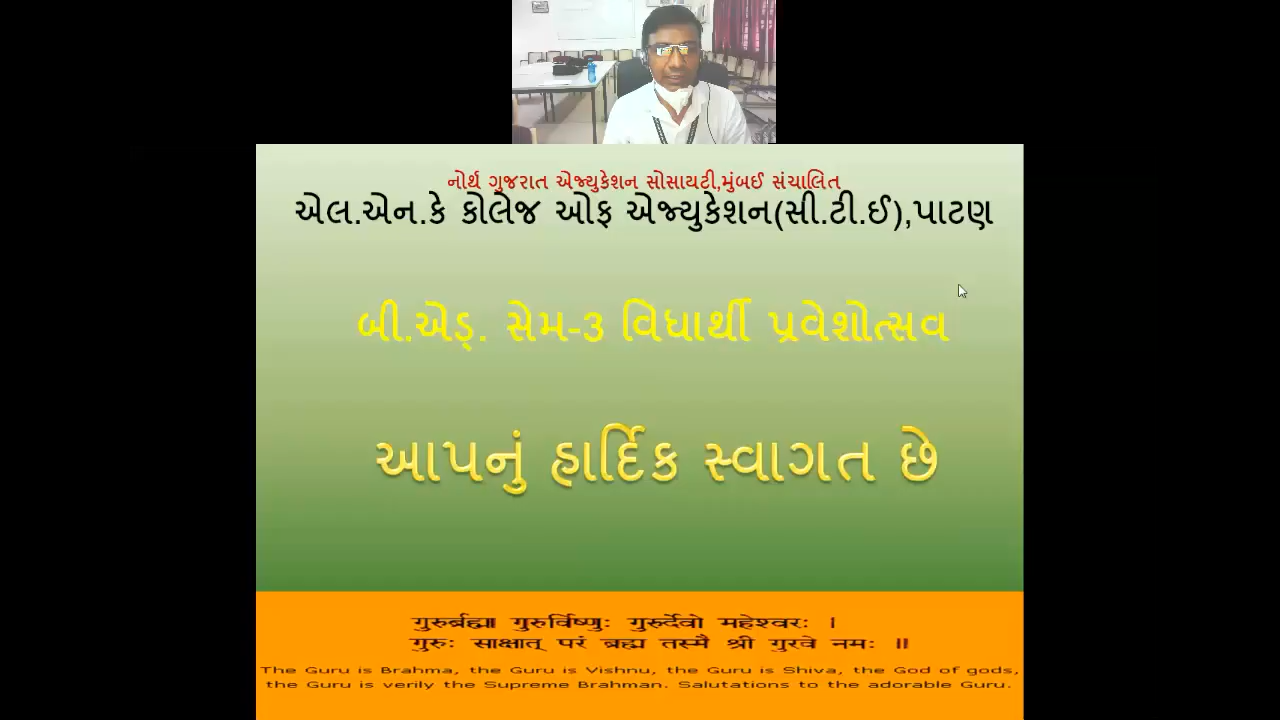 નોર્થ ગુજરાત એજ્યુકેશન સોસાયટી,મુંબઈ સંચાલિત
એલ.એન.કે કોલેજ ઓફ એજ્યુકેશન(સી.ટી.ઈ),પાટણ
બી.એડ્. સેમ-૩ વિધાર્થી પ્રવેશોત્સવ
આપનું હાર્દિક સ્વાગત છે
गुरुर्ब्रह्मा गुरुर्विष्णुः गुरुर्देवो महेश्वरः ।
गुरुः साक्षात् परं ब्रह्म तस्मै श्री गुरवे नमः ॥
The Guru is Brahma, the Guru is Vishnu, the Guru is Shiva, the God of gods,
the Guru is verily the Supreme Brahman. Salutations to the adorable Guru.